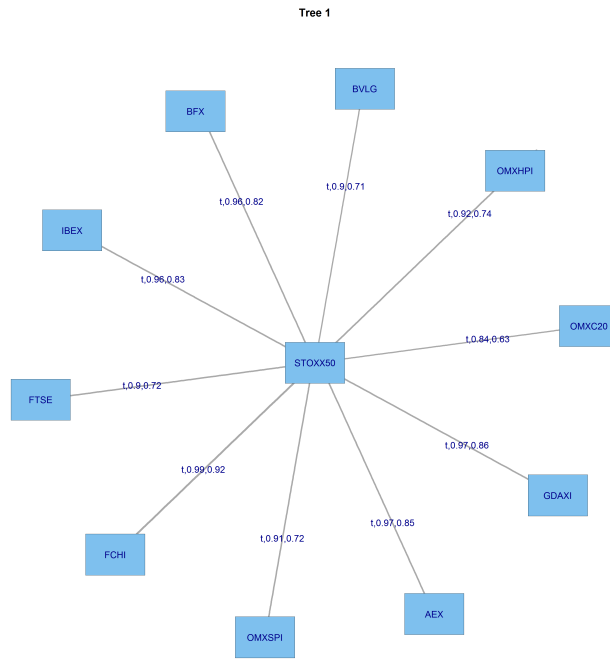 Tree 1
BVLG
BFX
OMXHPI
t,0.9,0.71
t,0.96,0.82
t,0.92,0.74
IBEX
t,0.96,0.83
OMXC20
t,0.84,0.63
STOXX50
t,0.9,0.72
FTSE
t,0.97,0.86
t,0.99,0.92
GDAXI
t,0.97,0.85
t,0.91,0.72
FCHI
AEX
OMXSPI